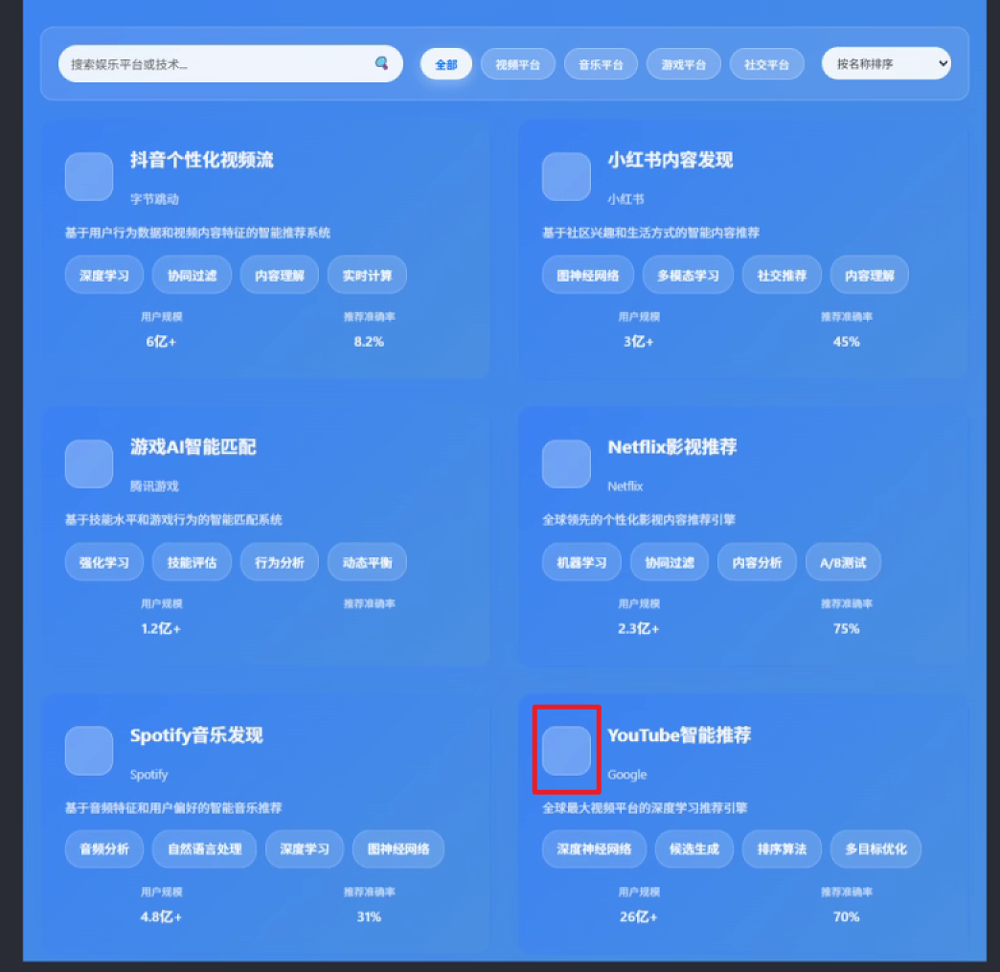 搜索娱乐平台或技术... 全部 视频平台 音乐平台 游戏平台 社交平台 按名称排序
抖音个性化视频流
字节跳动
基于用户行为数据和视频内容特征的智能推荐系统
深度学习 协同过滤 内容理解 实时计算
用户规模 推荐准确率
6亿+ 8.2%
小红书内容发现
小红书
基于社区兴趣和生活方式的智能内容推荐
图神经网络 多模态学习 社交推荐 内容理解
用户规模 推荐准确率
3亿+ 45%
游戏AI智能匹配
腾讯游戏
基于技能水平和游戏行为的智能匹配系统
强化学习 技能评估 行为分析 动态平衡
用户规模 推荐准确率
1.2亿+
Netflix影视推荐
Netflix
全球领先的个性化影视内容推荐引擎
机器学习 协同过滤 内容分析 A/B测试
用户规模 推荐准确率
2.3亿+ 75%
Spotify音乐发现
Spotify
基于音频特征和用户偏好的智能音乐推荐
音频分析 自然语言处理 深度学习 图神经网络
用户规模 推荐准确率
4.8亿+ 31%
YouTube智能推荐
Google
全球最大视频平台的深度学习推荐引擎
深度神经网络 候选生成 排序算法 多目标优化
用户规模 推荐准确率
26亿+ 70%